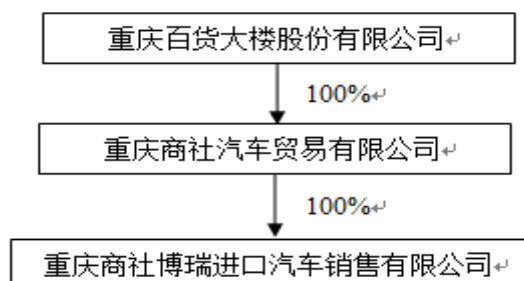 重庆百货大楼股份有限公司↵
100%↵
重庆商社汽车贸易有限公司↵
100%↵
重庆商社博瑞进口汽车销售有限公司↵